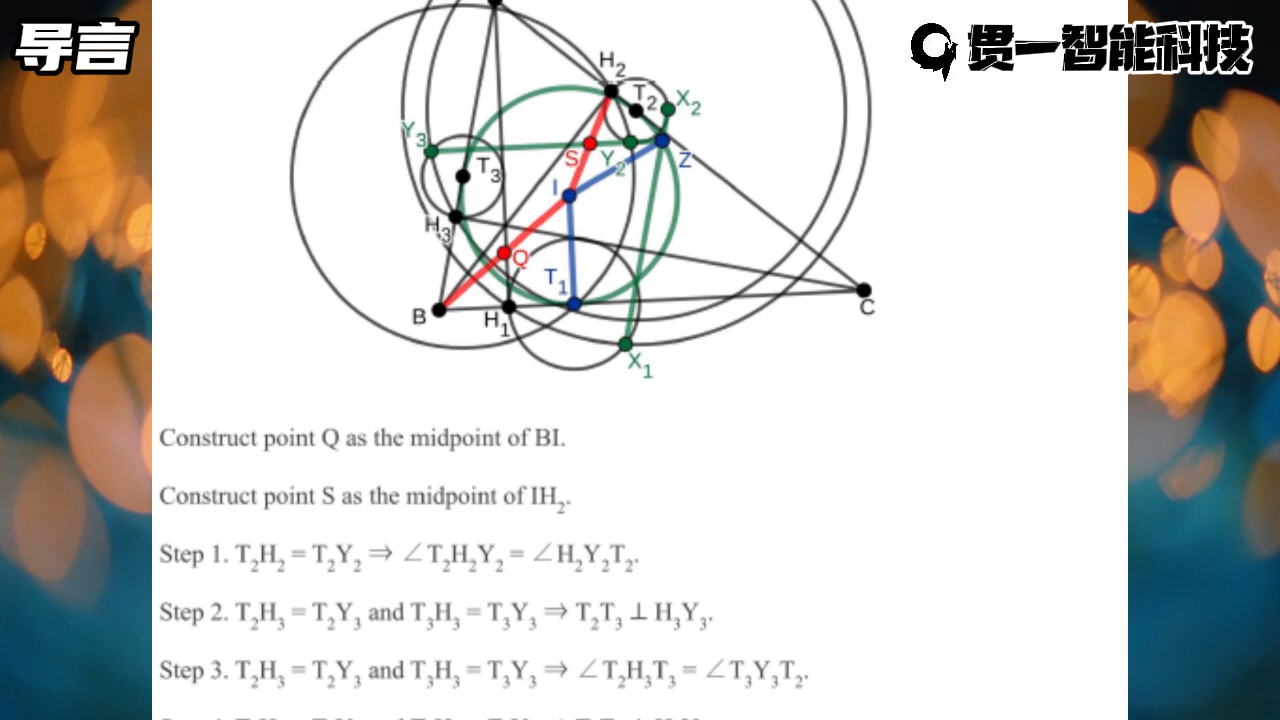 导言
贯一智能科技
H2
T2
X2
Y3
S
Y2
Z
T3
I
H3
Q
T1
B
H1
C
X1
Construct point Q as the midpoint of BI.
Construct point S as the midpoint of IH₂.
Step 1. T₂H₂ = T₂Y₂ ⇒ ∠T₂H₂Y₂ = ∠H₂Y₂T₂.
Step 2. T₂H₃ = T₂Y₃ and T₃H₃ = T₃Y₃ ⇒ T₂T₃ ⊥ H₃Y₃.
Step 3. T₂H₃ = T₂Y₃ and T₃H₃ = T₃Y₃ ⇒ ∠T₂H₃T₃ = ∠T₃Y₃T₂.